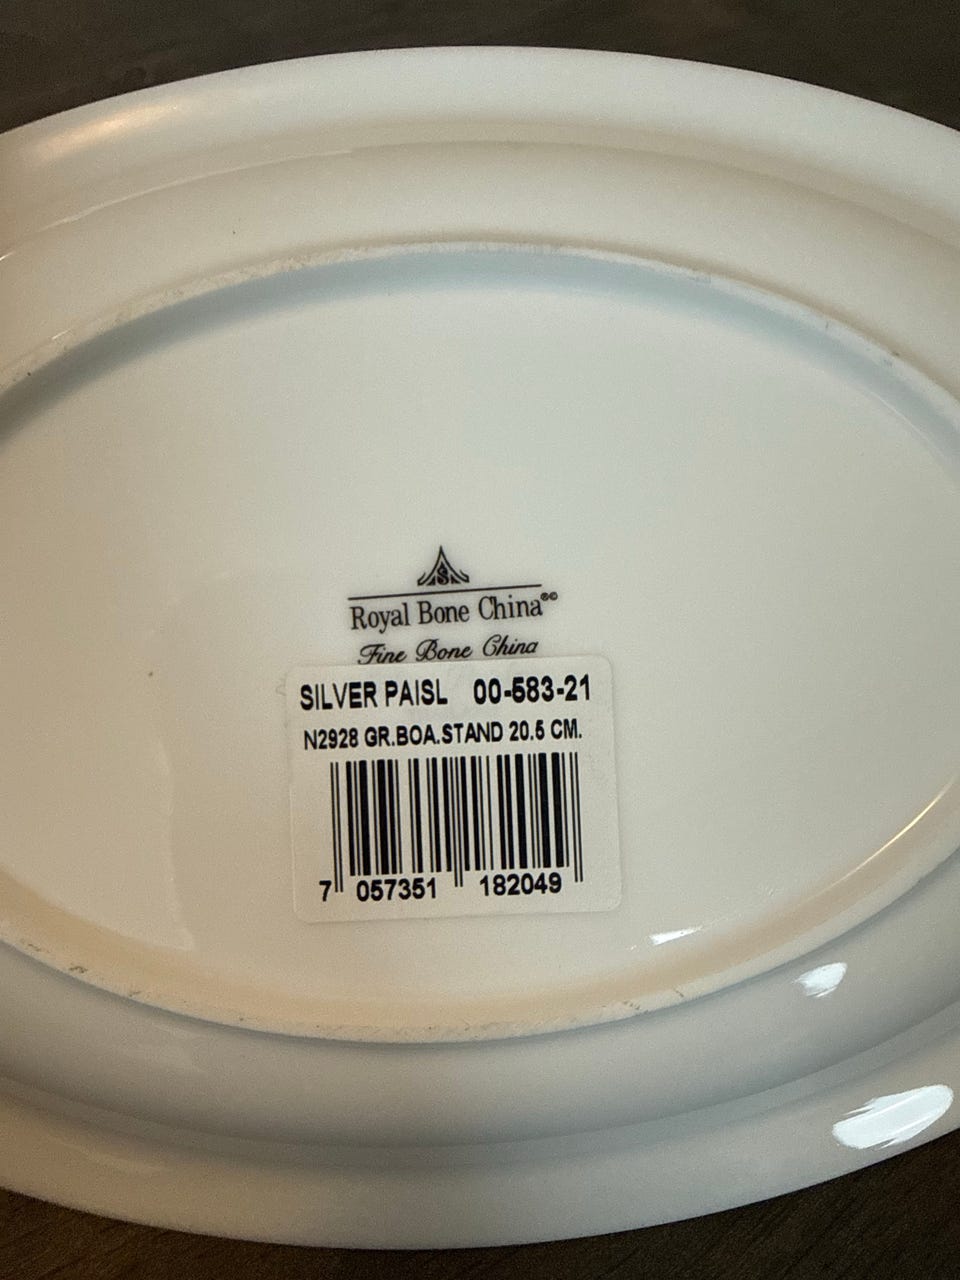 Royal Bone China®©
Fine Bone China
SILVER PAISL 00-583-21
N2928 GR.BOA.STAND 20.5 CM.
7 057351 182049